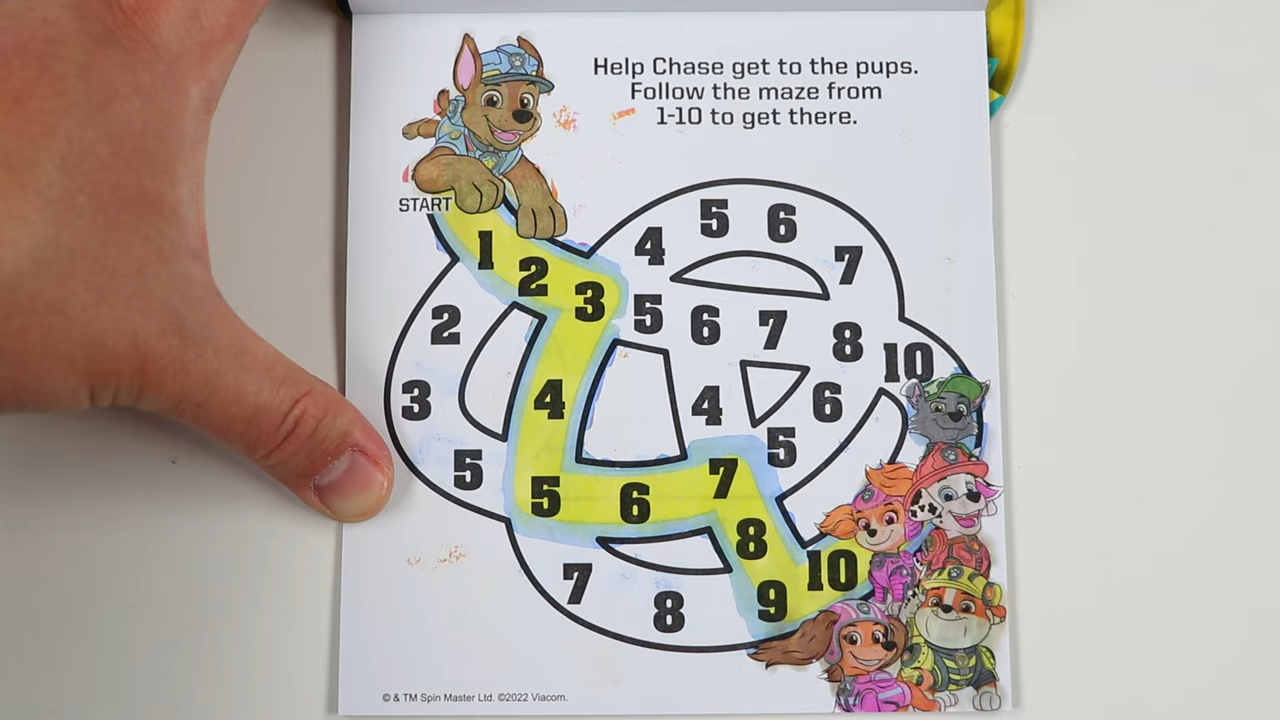 Help Chase get to the pups.
Follow the maze from
1-10 to get there.
START
5 6
4 7
1
2
3 5 6 7
2 8 10
3 4 4 6
5 5
5 6 7
8
7 10
8 9
© & TM Spin Master Ltd. ©2022 Viacom.